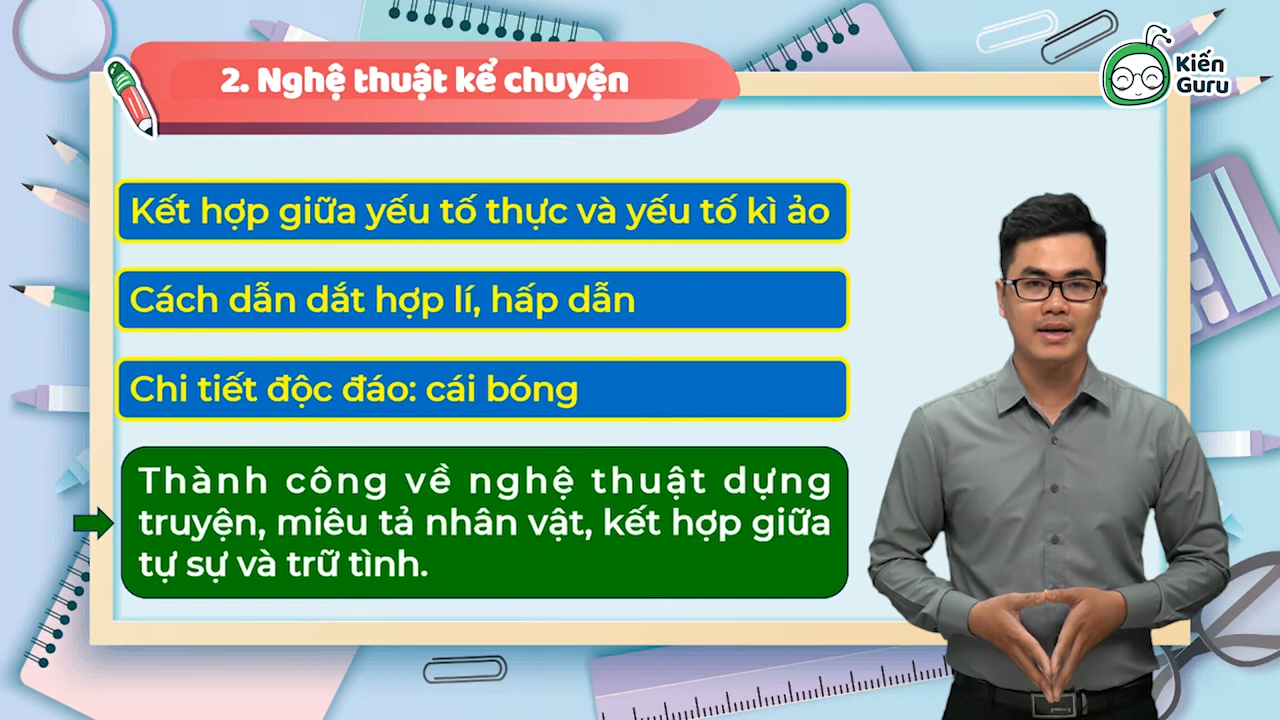 2. Nghệ thuật kể chuyện
Kiến
Guru
Kết hợp giữa yếu tố thực và yếu tố kì ảo
Cách dẫn dắt hợp lí, hấp dẫn
Chi tiết độc đáo: cái bóng
Thành công về nghệ thuật dựng
truyện, miêu tả nhân vật, kết hợp giữa
tự sự và trữ tình.